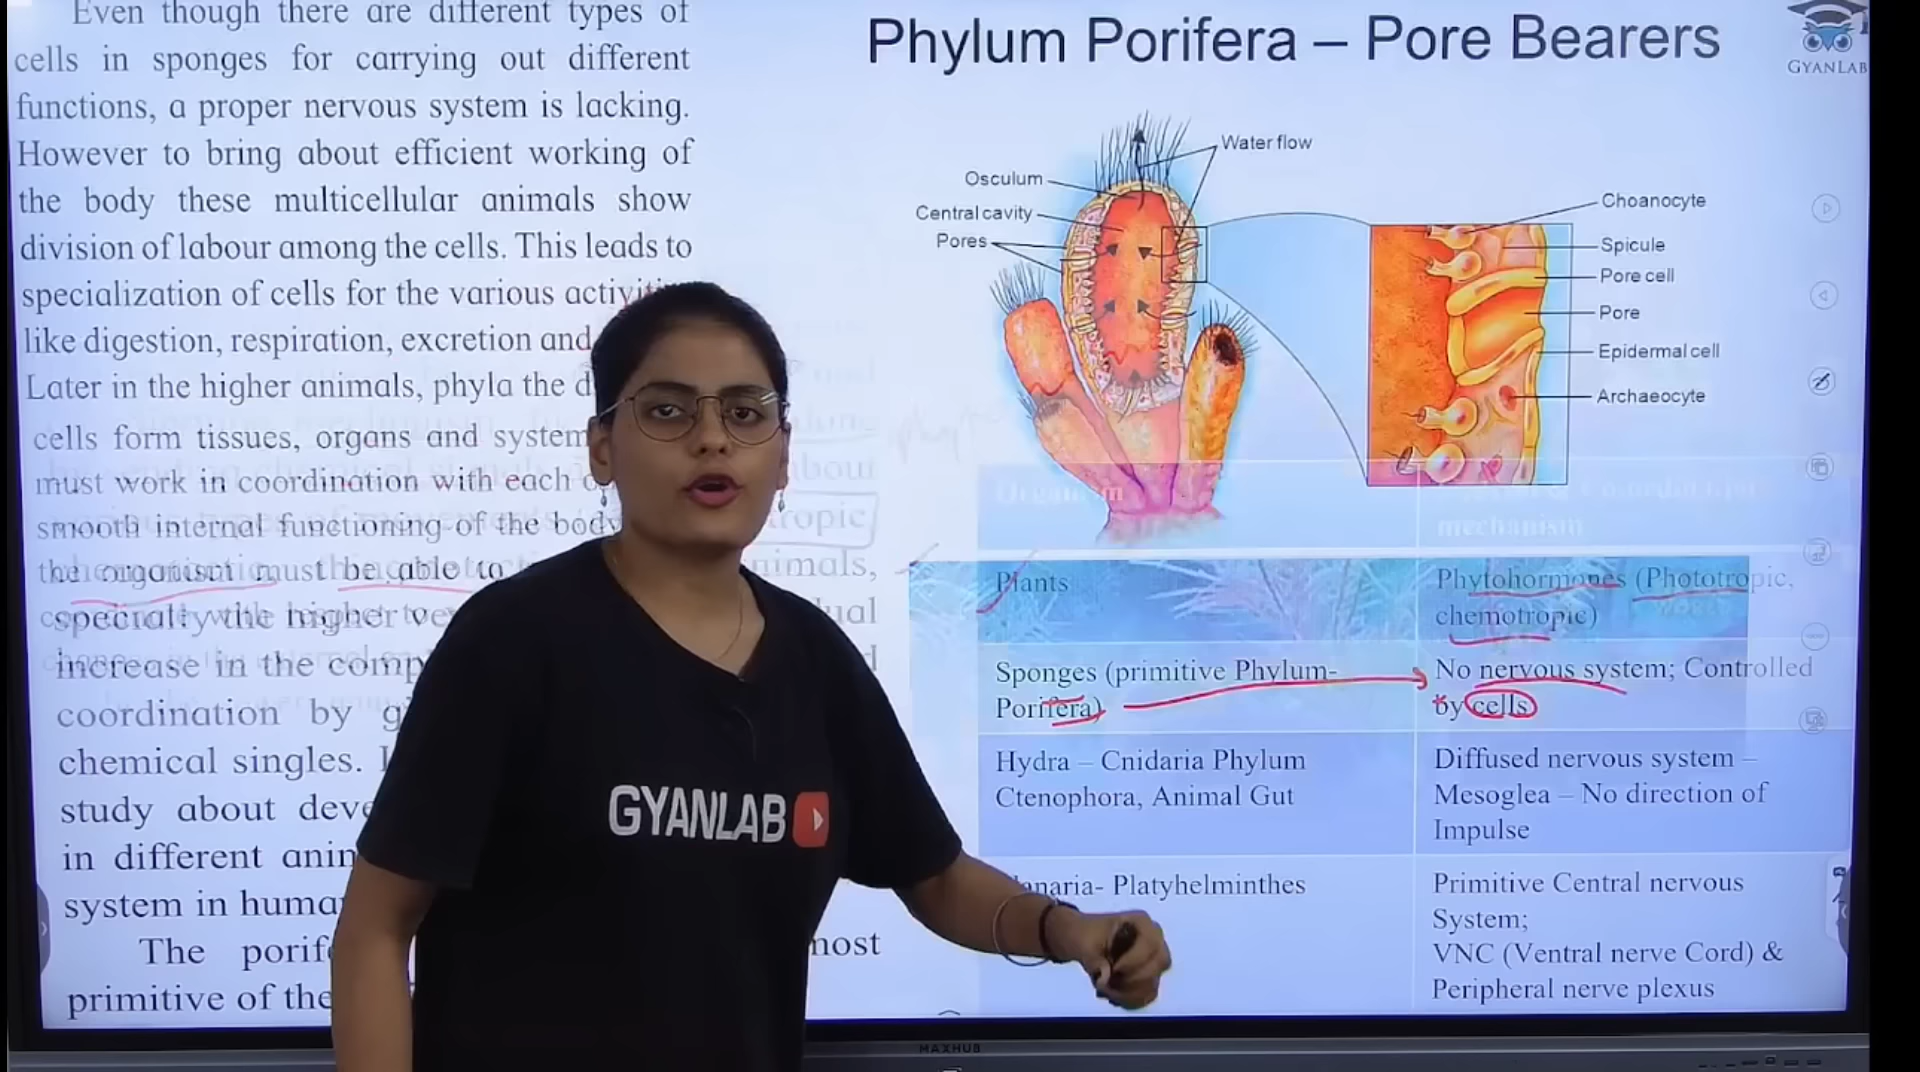 Even though there are different types of
cells in sponges for carrying out different
functions, a proper nervous system is lacking.
However to bring about efficient working of
the body these multicellular animals show
division of labour among the cells. This leads to
specialization of cells for the various activiti
like digestion, respiration, excretion and
Later in the higher animals, phyla the d
cells form tissues, organs and system
must work in coordination with each
smooth internal functioning of the body
the organism must be able to
specially the higher
increase in the comp
coordination by g
chemical singles.
study about deve
in different anim
system in huma
The porif most
primitive of the
Phylum Porifera – Pore Bearers
GYANLAB
Water flow
Osculum
Central cavity
Pores
Choanocyte
Spicule
Pore cell
Pore
Epidermal cell
Archaeocyte
Organism
mechanism
Plants
Phytohormones (Phototropic,
chemotropic)
Sponges (primitive Phylum-
Porifera)
No nervous system; Controlled
by cells
Hydra – Cnidaria Phylum
Ctenophora, Animal Gut
Diffused nervous system –
Mesoglea – No direction of
Impulse
naria- Platyhelminthes
Primitive Central nervous
System;
VNC (Ventral nerve Cord) &
Peripheral nerve plexus
tropic
nimals,
GYANLAB
MAXHUB